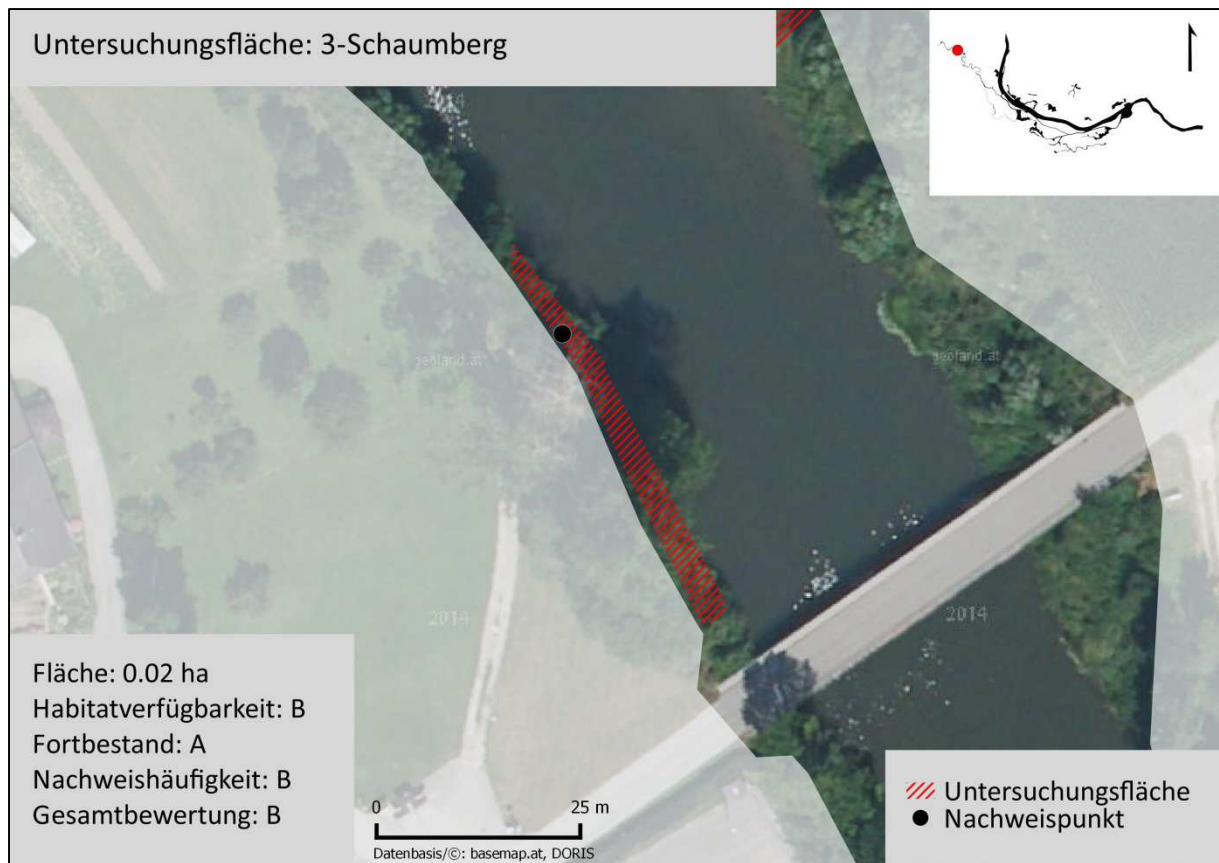 Untersuchungsfläche: 3-Schaumberg
geoland.at
geoland.at
2014
2014
Fläche: 0.02 ha
Habitatverfügbarkeit: B
Fortbestand: A
Nachweishäufigkeit: B
Gesamtbewertung: B
0 25 m
Datenbasis/©: basemap.at, DORIS
Untersuchungsfläche
Nachweispunkt